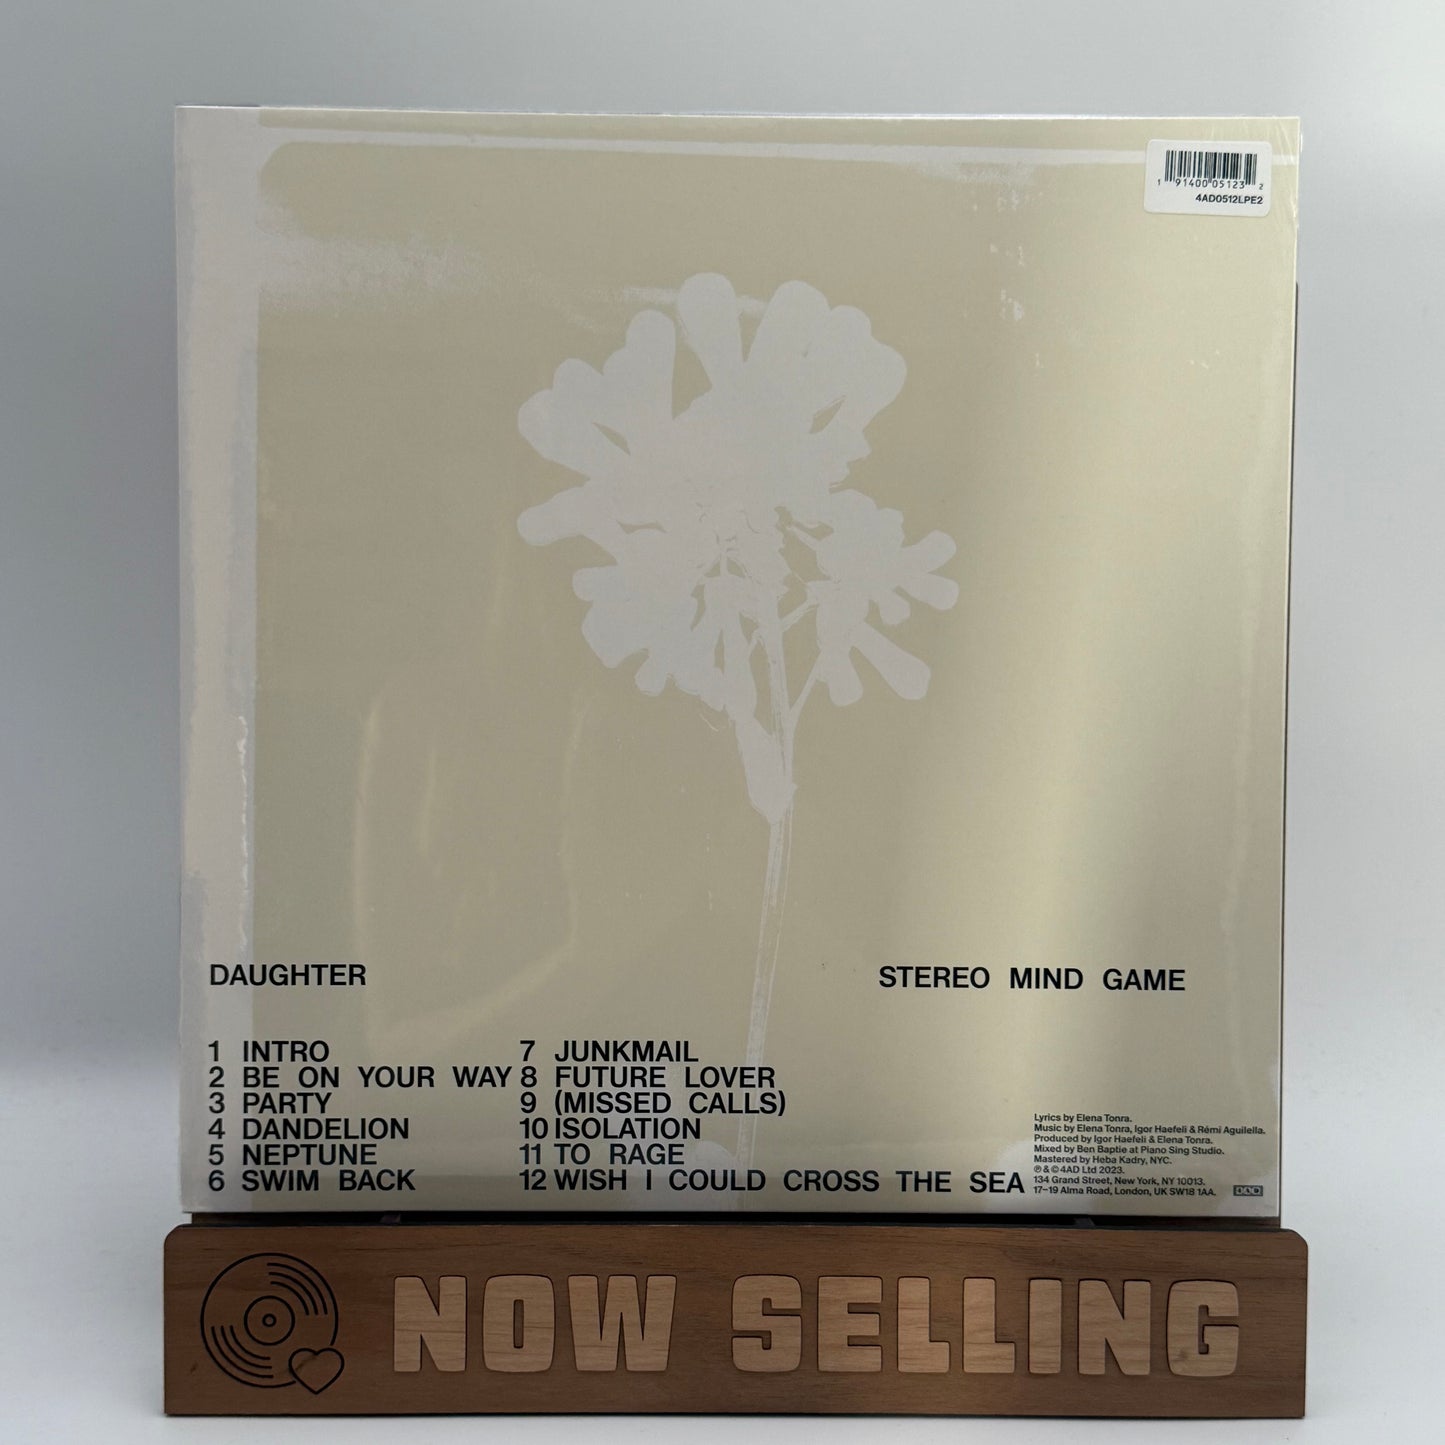 1 91400 05123 2
4AD0512LPE2
DAUGHTER
STEREO MIND GAME
1 INTRO
2 BE ON YOUR WAY
3 PARTY
4 DANDELION
5 NEPTUNE
6 SWIM BACK
7 JUNKMAIL
8 FUTURE LOVER
9 (MISSED CALLS)
10 ISOLATION
11 TO RAGE
12 WISH I COULD CROSS THE SEA
Lyrics by Elena Tonra.
Music by Elena Tonra, Igor Haefeli & Rémi Aguilella.
Produced by Igor Haefeli & Elena Tonra.
Mixed by Ben Baptie at Piano Sing Studio.
Mastered by Heba Kadry, NYC.
℗ & © 4AD Ltd 2023.
134 Grand Street, New York, NY 10013.
17–19 Alma Road, London, UK SW18 1AA.
NOW SELLING